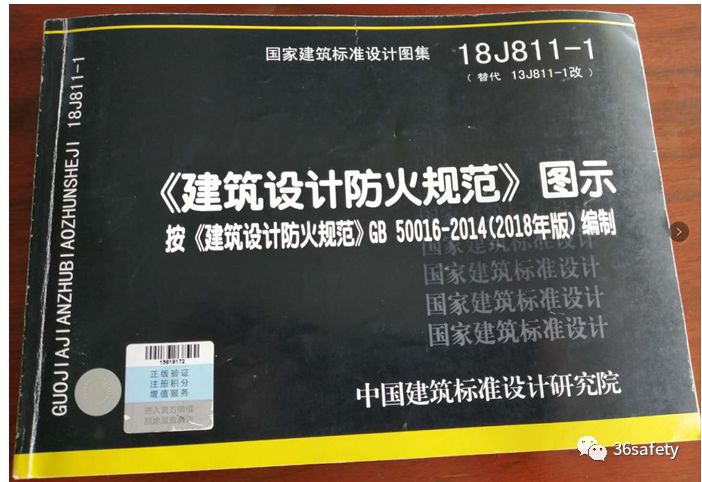 国家建筑标准设计图集 18J811-1
（替代 13J811-1改）
《建筑设计防火规范》图示
按《建筑设计防火规范》GB 50016-2014(2018年版)编制
国家建筑标准设计
国家建筑标准设计
国家建筑标准设计
国家建筑标准设计
中国建筑标准设计研究院
GUOJIAJIANZHUBIAOZHUNSHEJI 18J811-1
正版验证
注册积分
增值服务
36safety